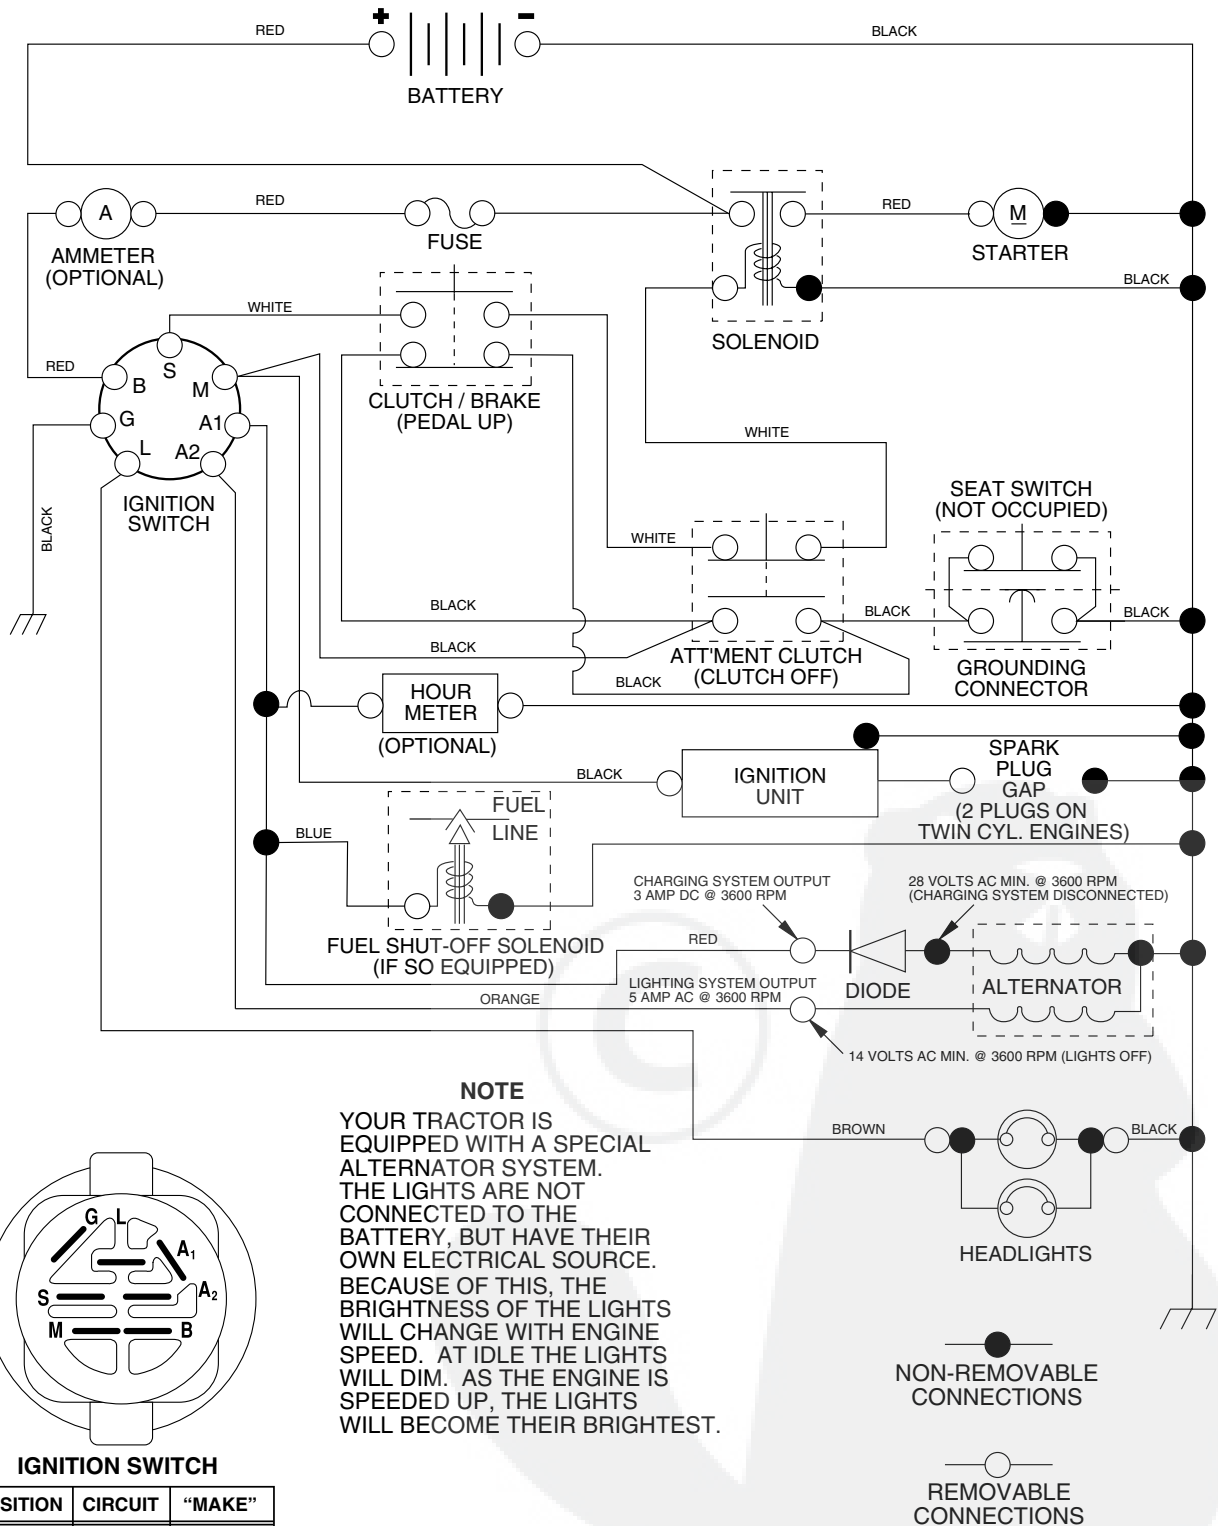 + -
RED
BLACK
BATTERY
A
RED
FUSE
RED
M
STARTER
AMMETER
(OPTIONAL)
WHITE
BLACK
SOLENOID
RED
B
S
M
G
A1
L
A2
CLUTCH / BRAKE
(PEDAL UP)
WHITE
IGNITION
SWITCH
BLACK
SEAT SWITCH
(NOT OCCUPIED)
WHITE
BLACK
BLACK
BLACK
BLACK
ATT'MENT CLUTCH
(CLUTCH OFF)
BLACK
GROUNDING
CONNECTOR
HOUR
METER
(OPTIONAL)
BLACK
IGNITION
UNIT
SPARK
PLUG
GAP
(2 PLUGS ON
TWIN CYL. ENGINES)
FUEL
LINE
BLUE
CHARGING SYSTEM OUTPUT
3 AMP DC @ 3600 RPM
28 VOLTS AC MIN. @ 3600 RPM
(CHARGING SYSTEM DISCONNECTED)
FUEL SHUT-OFF SOLENOID
(IF SO EQUIPPED)
RED
LIGHTING SYSTEM OUTPUT
5 AMP AC @ 3600 RPM
DIODE
ALTERNATOR
ORANGE
14 VOLTS AC MIN. @ 3600 RPM (LIGHTS OFF)
NOTE
YOUR TRACTOR IS
EQUIPPED WITH A SPECIAL
ALTERNATOR SYSTEM.
THE LIGHTS ARE NOT
CONNECTED TO THE
BATTERY, BUT HAVE THEIR
OWN ELECTRICAL SOURCE.
BECAUSE OF THIS, THE
BRIGHTNESS OF THE LIGHTS
WILL CHANGE WITH ENGINE
SPEED. AT IDLE THE LIGHTS
WILL DIM. AS THE ENGINE IS
SPEEDED UP, THE LIGHTS
WILL BECOME THEIR BRIGHTEST.
BROWN
BLACK
HEADLIGHTS
G L
A1
S
A2
M
B
IGNITION SWITCH
SITION CIRCUIT “MAKE”
NON-REMOVABLE
CONNECTIONS
REMOVABLE
CONNECTIONS
©